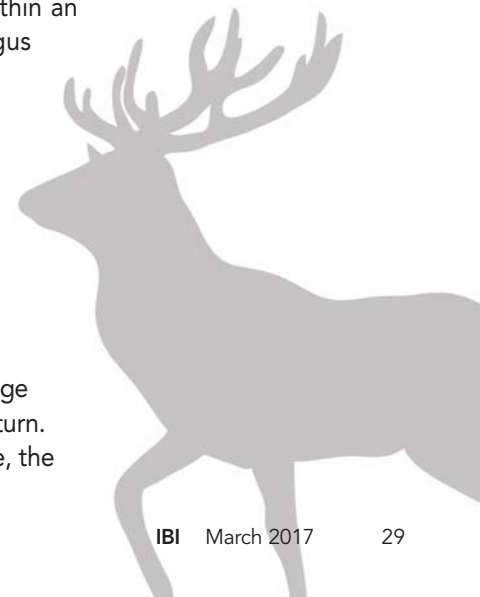 thin an
gus
ge
turn.
e, the
IBI March 2017 29